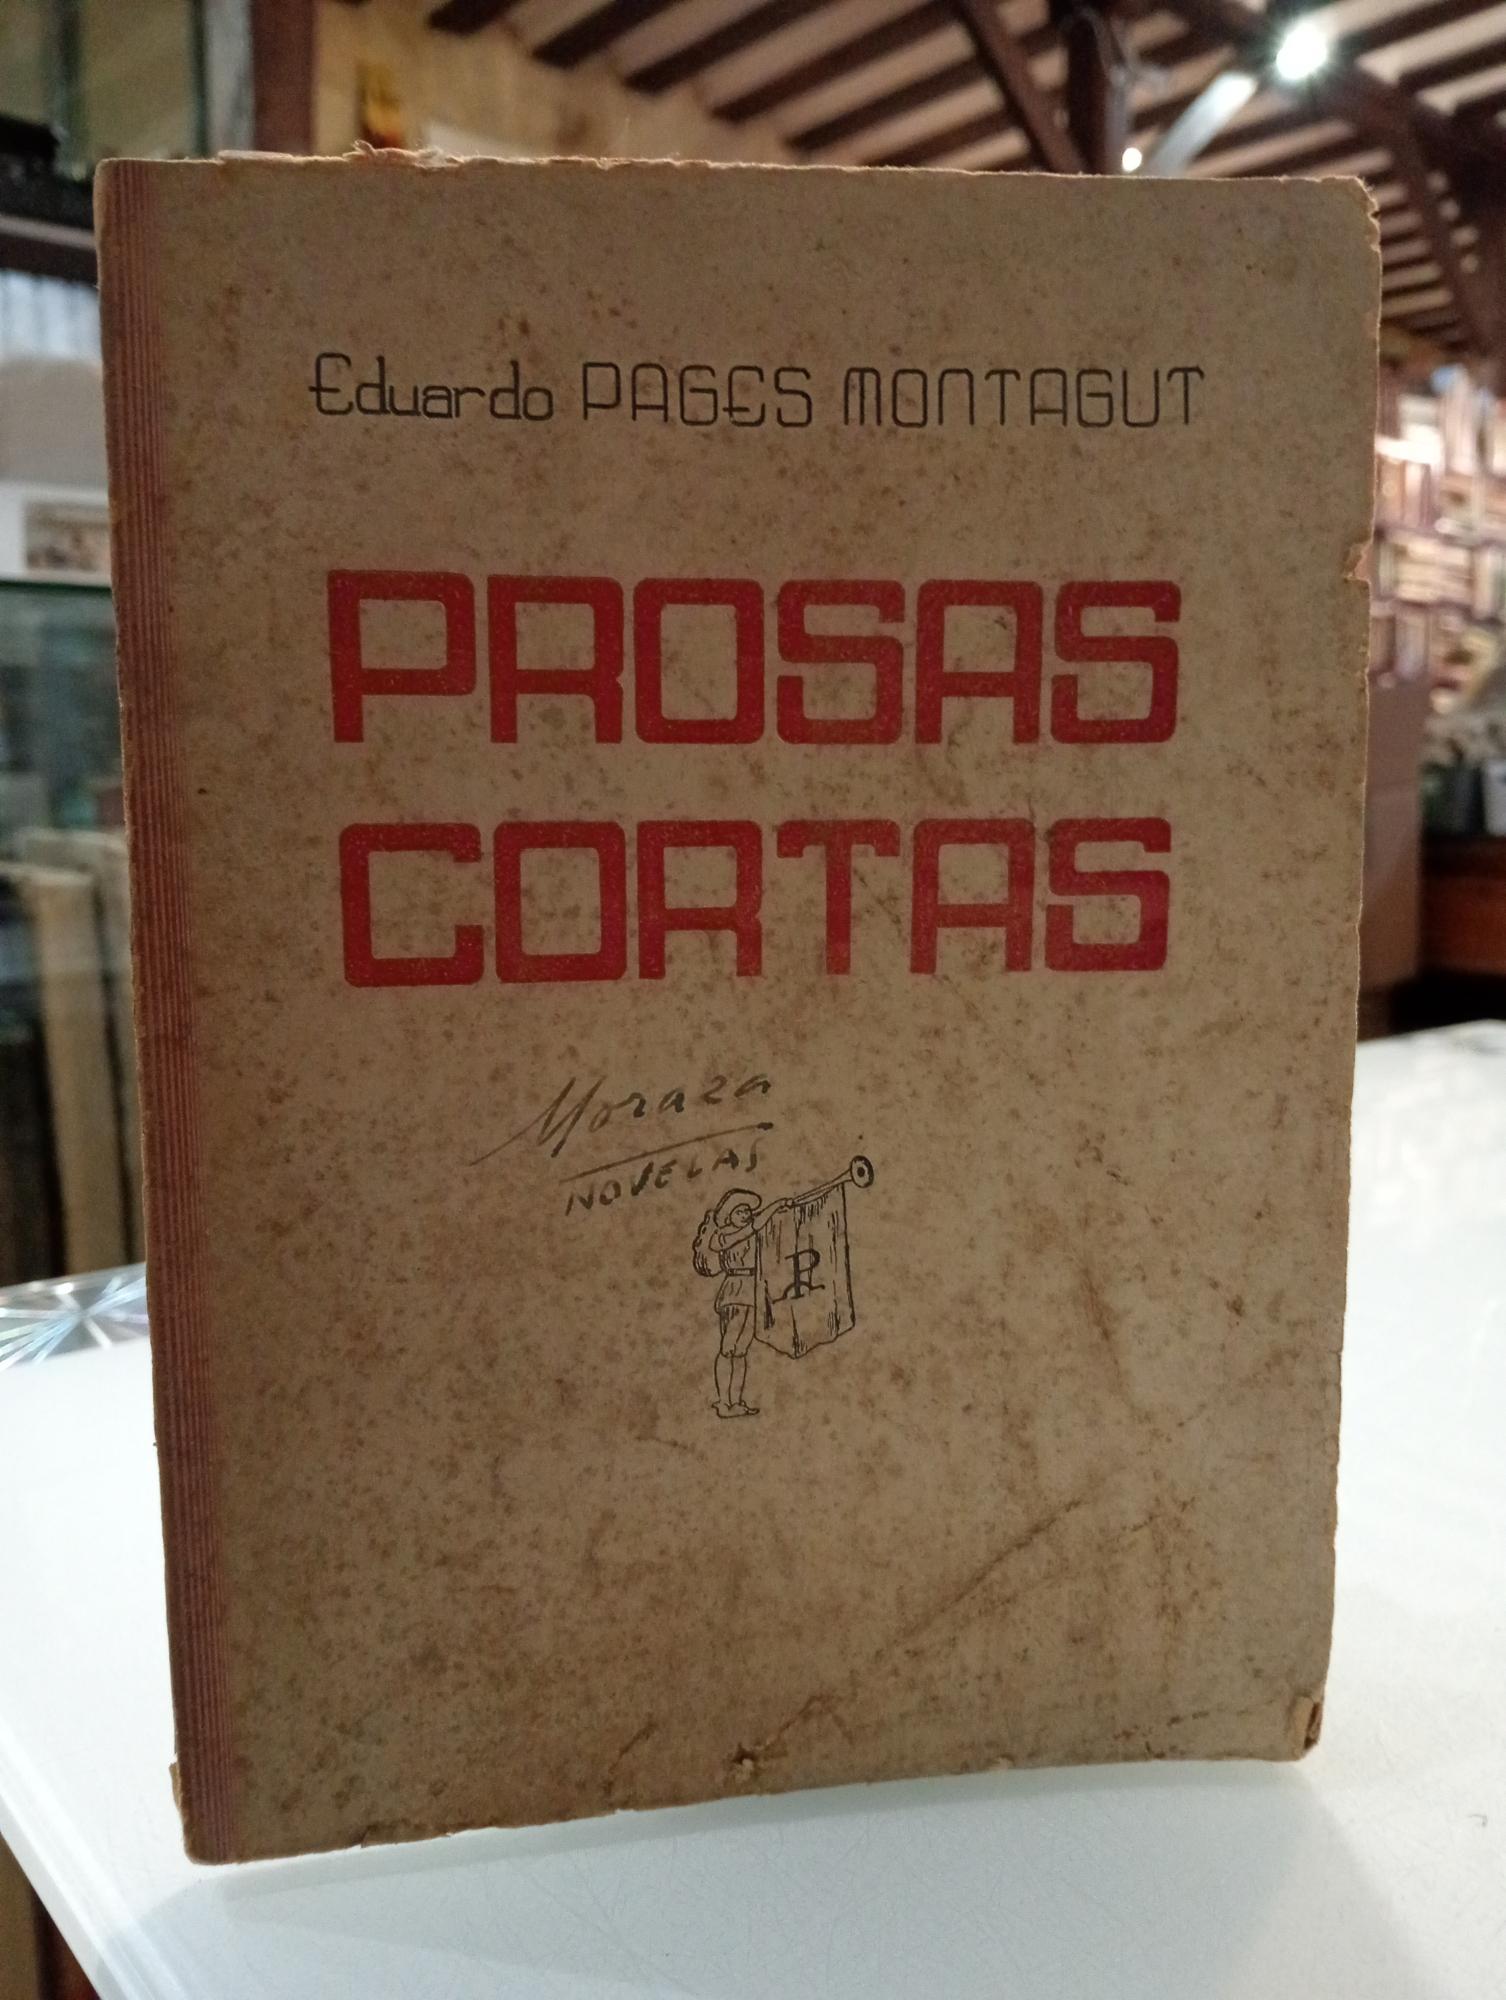 Eduardo PAGES MONTAGUT
PROSAS
CORTAS
Moraza
NOVELAS